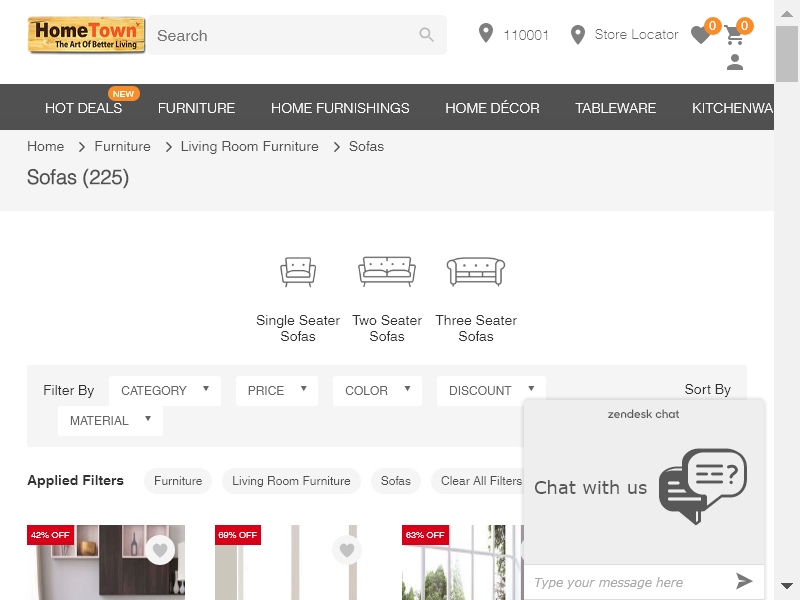 HomeTown
The Art Of Better Living
Search
110001
Store Locator
0
0
NEW
HOT DEALS
FURNITURE
HOME FURNISHINGS
HOME DÉCOR
TABLEWARE
KITCHENWA
Home
Furniture
Living Room Furniture
Sofas
Sofas (225)
Single Seater
Sofas
Two Seater
Sofas
Three Seater
Sofas
Filter By
CATEGORY
PRICE
COLOR
DISCOUNT
Sort By
MATERIAL
zendesk chat
Chat with us
Type your message here
Applied Filters
Furniture
Living Room Furniture
Sofas
Clear All Filters
42% OFF
69% OFF
63% OFF